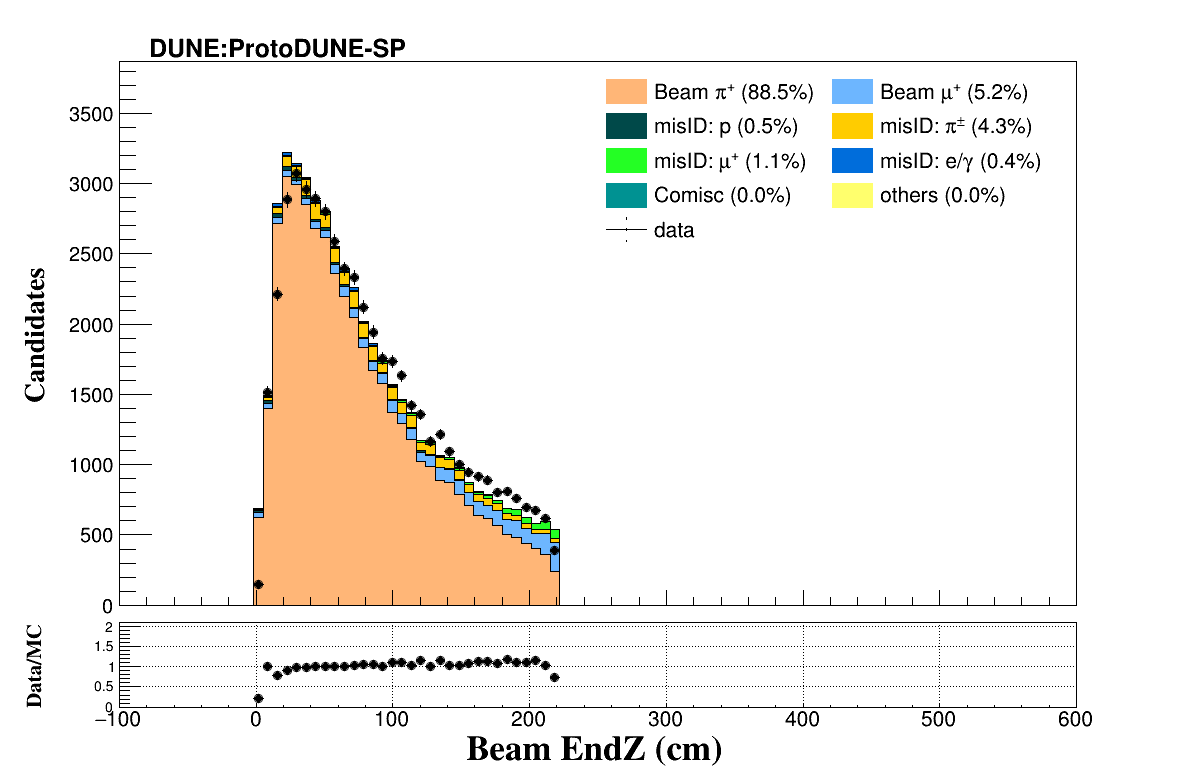 DUNE:ProtoDUNE-SP
Beam π⁺ (88.5%) Beam μ⁺ (5.2%)
misID: p (0.5%) misID: π± (4.3%)
misID: μ⁺ (1.1%) misID: e/γ (0.4%)
Comisc (0.0%) others (0.0%)
data
Candidates
3500
3000
2500
2000
1500
1000
500
0
Data/MC
2
1.5
1
0.5
0
−100 0 100 200 300 400 500 600
Beam EndZ (cm)